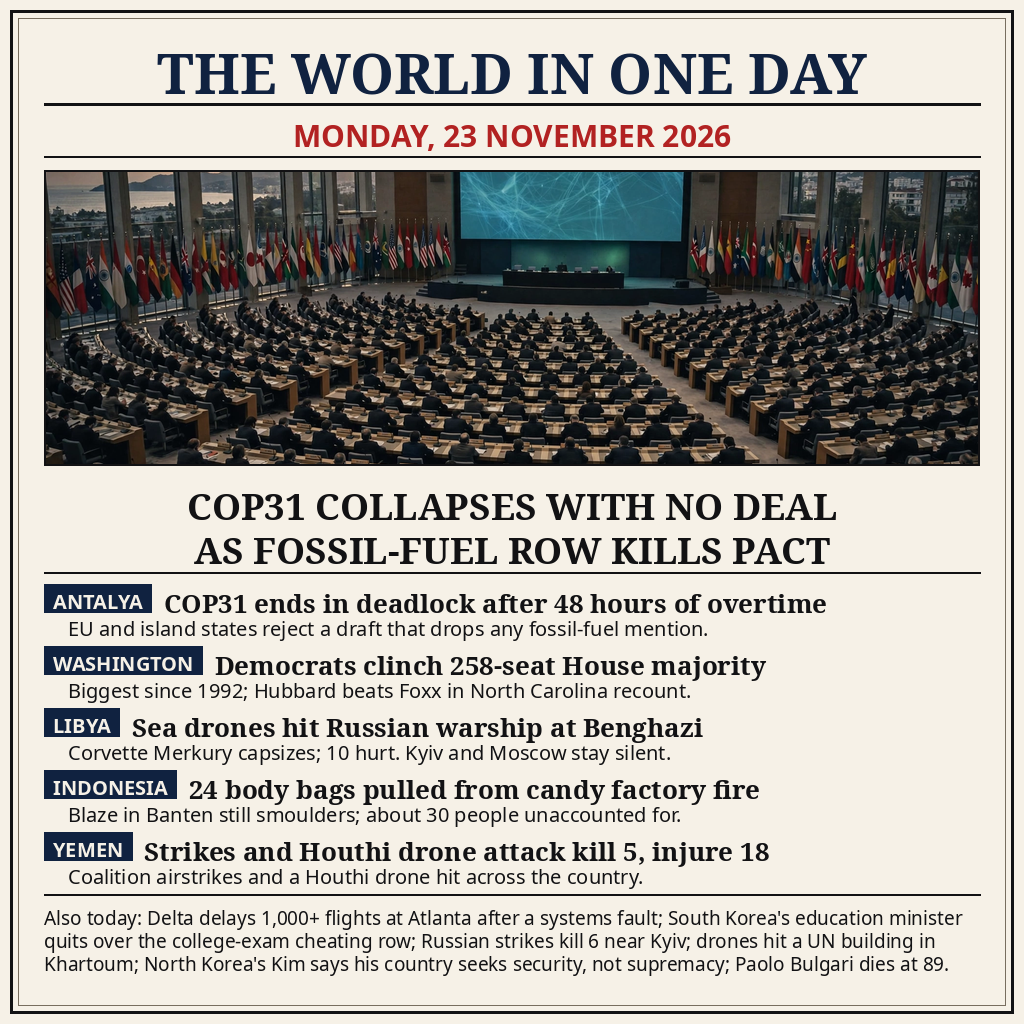 THE WORLD IN ONE DAY
MONDAY, 23 NOVEMBER 2026
COP31 COLLAPSES WITH NO DEAL
AS FOSSIL-FUEL ROW KILLS PACT
ANTALYA COP31 ends in deadlock after 48 hours of overtime
EU and island states reject a draft that drops any fossil-fuel mention.
WASHINGTON Democrats clinch 258-seat House majority
Biggest since 1992; Hubbard beats Foxx in North Carolina recount.
LIBYA Sea drones hit Russian warship at Benghazi
Corvette Merkury capsizes; 10 hurt. Kyiv and Moscow stay silent.
INDONESIA 24 body bags pulled from candy factory fire
Blaze in Banten still smoulders; about 30 people unaccounted for.
YEMEN Strikes and Houthi drone attack kill 5, injure 18
Coalition airstrikes and a Houthi drone hit across the country.
Also today: Delta delays 1,000+ flights at Atlanta after a systems fault; South Korea's education minister
quits over the college-exam cheating row; Russian strikes kill 6 near Kyiv; drones hit a UN building in
Khartoum; North Korea's Kim says his country seeks security, not supremacy; Paolo Bulgari dies at 89.